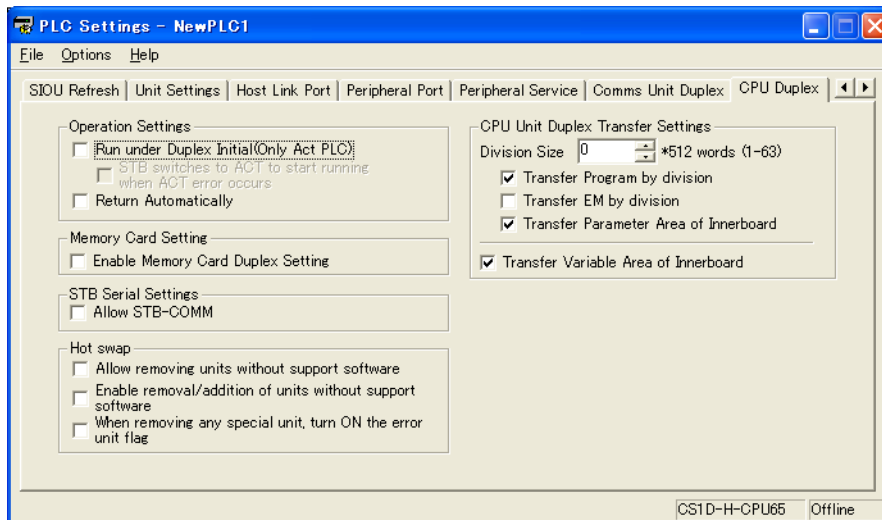 PLC Settings - NewPLC1
File Options Help
SIOU Refresh Unit Settings Host Link Port Peripheral Port Peripheral Service Comms Unit Duplex CPU Duplex
Operation Settings
Run under Duplex Initial(Only Act PLC)
STB switches to ACT to start running
when ACT error occurs
Return Automatically
Memory Card Setting
Enable Memory Card Duplex Setting
STB Serial Settings
Allow STB-COMM
Hot swap
Allow removing units without support software
Enable removal/addition of units without support
software
When removing any special unit, turn ON the error
unit flag
CPU Unit Duplex Transfer Settings
Division Size 0 *512 words (1-63)
Transfer Program by division
Transfer EM by division
Transfer Parameter Area of Innerboard
Transfer Variable Area of Innerboard
CS1D-H-CPU65 Offline